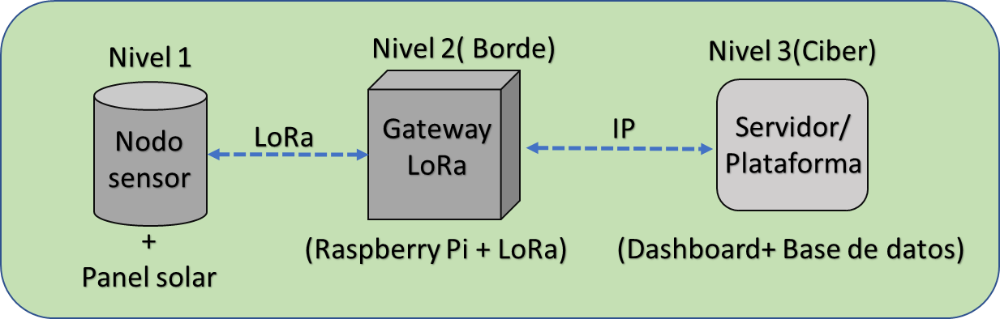 Nivel 1
Nodo
sensor
+
Panel solar
LoRa
Nivel 2( Borde)
Gateway
LoRa
(Raspberry Pi + LoRa)
IP
Nivel 3(Ciber)
Servidor/
Plataforma
(Dashboard+ Base de datos)